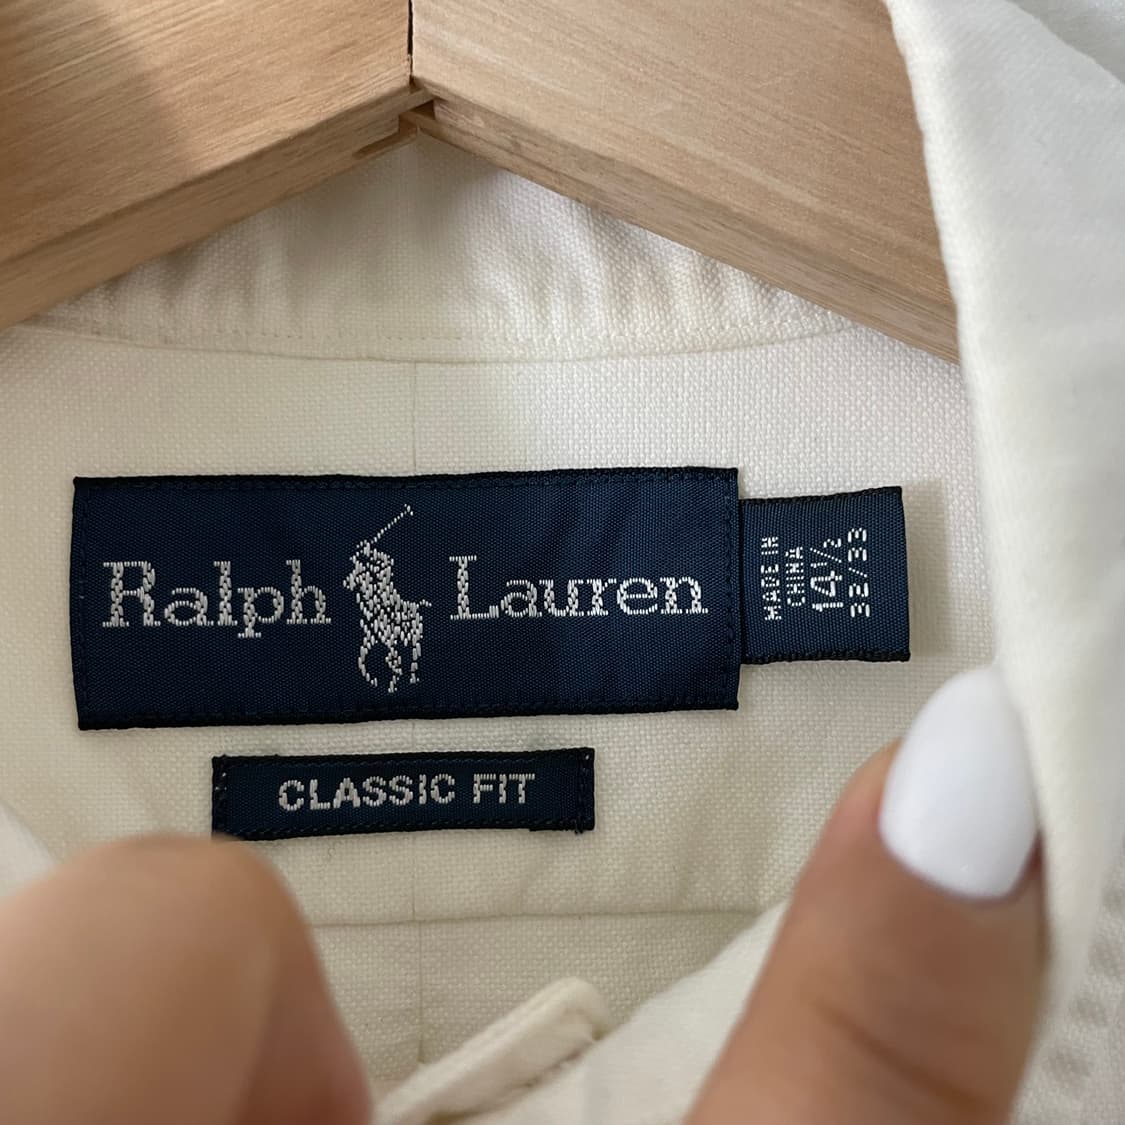 Ralph Lauren
MADE IN
CHINA
14½
32/33
CLASSIC FIT